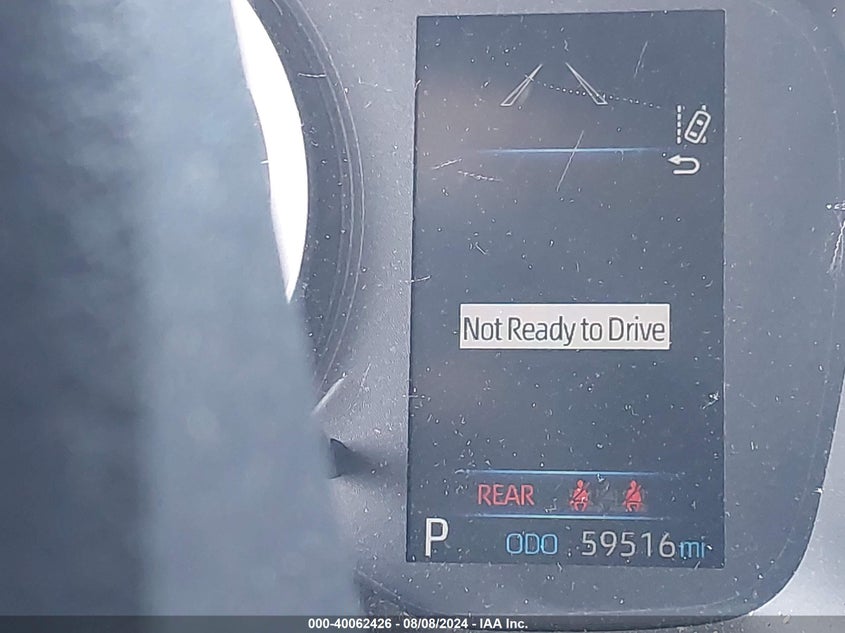 Not Ready to Drive
REAR
P ODO 59516 mi
000-40062426 - 08/08/2024 - IAA Inc.